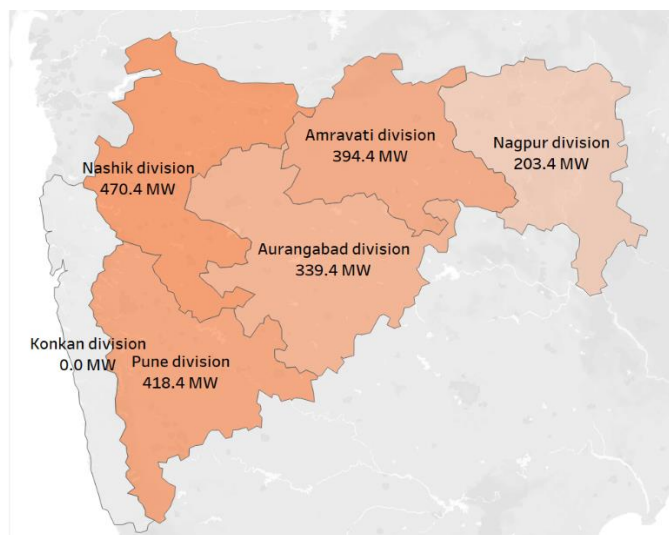 Amravati division
394.4 MW
Nagpur division
203.4 MW
Nashik division
470.4 MW
Aurangabad division
339.4 MW
Konkan division
0.0 MW
Pune division
418.4 MW